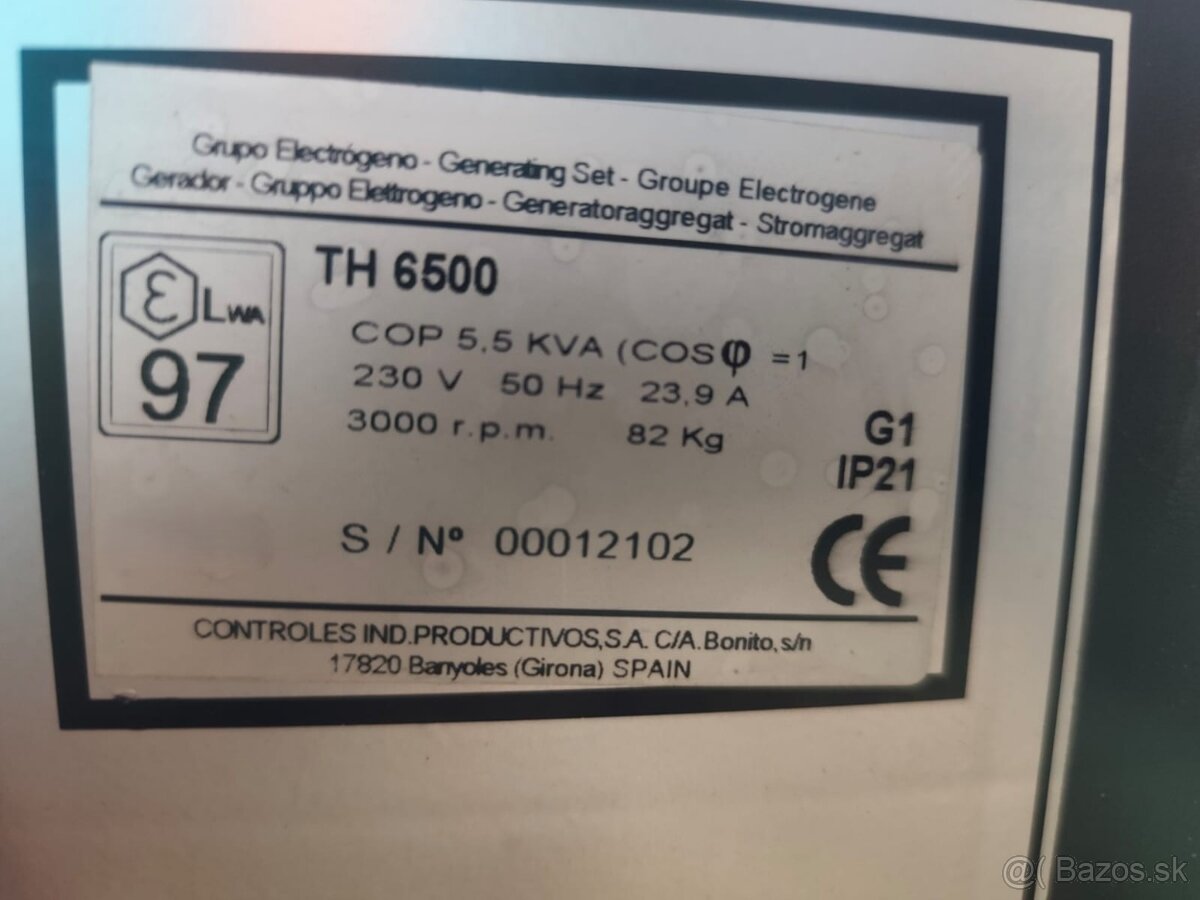 Grupo Electrógeno - Generating Set - Groupe Electrogene
Gerador - Gruppo Elettrogeno - Generatoraggregat - Stromaggregat
TH 6500
ε LWA
97
COP 5,5 KVA (COS φ =1
230 V 50 Hz 23,9 A
3000 r.p.m. 82 Kg
G1
IP21
S / Nº 00012102
CE
CONTROLES IND.PRODUCTIVOS,S.A. C/A.Bonito, s/n
17820 Banyoles (Girona) SPAIN
@( Bazos.sk